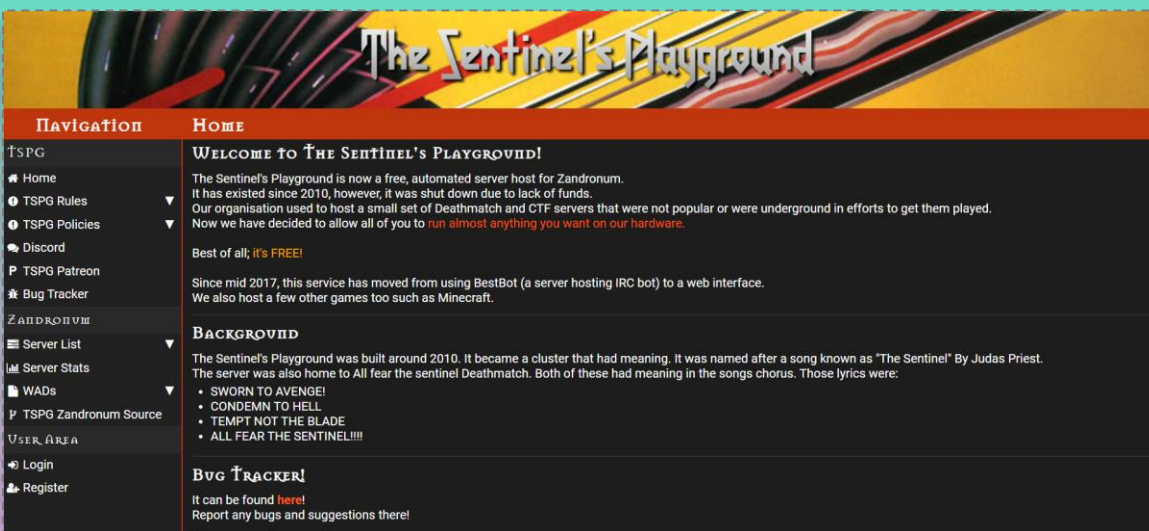 The Sentinel's Playground
Navigation
Home
TSPG
Home
TSPG Rules
TSPG Policies
Discord
TSPG Patreon
Bug Tracker
Zandronum
Server List
Server Stats
WADs
TSPG Zandronum Source
User Area
Login
Register
Welcome to The Sentinel's Playground!
The Sentinel's Playground is now a free, automated server host for Zandronum.
It has existed since 2010, however, it was shut down due to lack of funds.
Our organisation used to host a small set of Deathmatch and CTF servers that were not popular or were underground in efforts to get them played.
Now we have decided to allow all of you to run almost anything you want on our hardware.
Best of all; it's FREE!
Since mid 2017, this service has moved from using BestBot (a server hosting IRC bot) to a web interface.
We also host a few other games too such as Minecraft.
Background
The Sentinel's Playground was built around 2010. It became a cluster that had meaning. It was named after a song known as "The Sentinel" By Judas Priest.
The server was also home to All fear the sentinel Deathmatch. Both of these had meaning in the songs chorus. Those lyrics were:
• SWORN TO AVENGE!
• CONDEMN TO HELL
• TEMPT NOT THE BLADE
• ALL FEAR THE SENTINEL!!!!
Bug Tracker!
It can be found here!
Report any bugs and suggestions there!